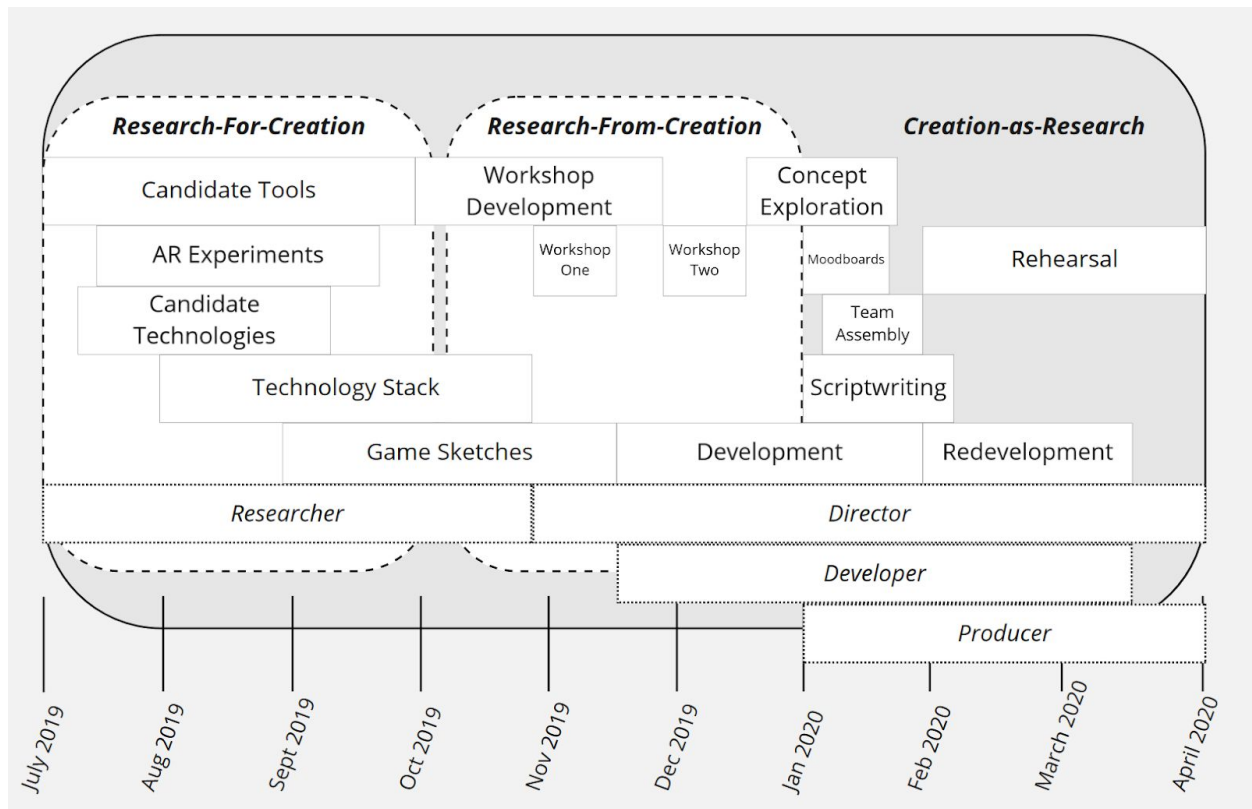 Research-For-Creation
Research-From-Creation
Creation-as-Research
Candidate Tools
Workshop
Development
Concept
Exploration
AR Experiments
Workshop
One
Workshop
Two
Moodboards
Rehearsal
Candidate
Technologies
Team
Assembly
Technology Stack
Scriptwriting
Game Sketches
Development
Redevelopment
Researcher
Director
Developer
Producer
July 2019
Aug 2019
Sept 2019
Oct 2019
Nov 2019
Dec 2019
Jan 2020
Feb 2020
March 2020
April 2020